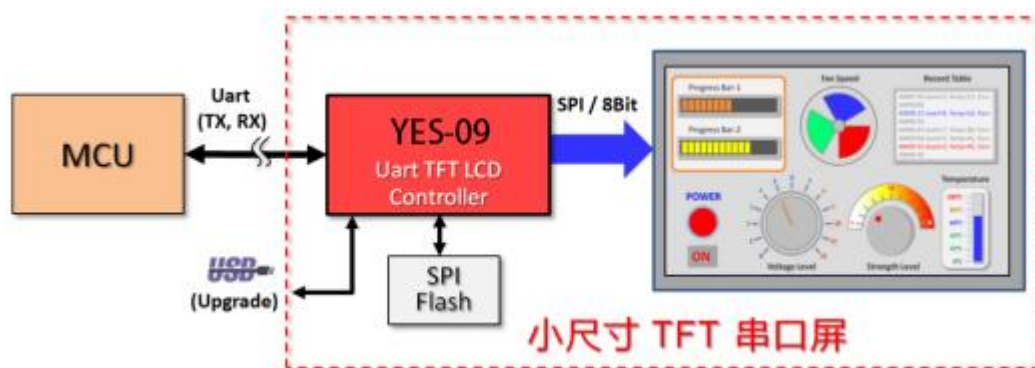 MCU
Uart
(TX, RX)
YES-09
Uart TFT LCD
Controller
SPI / 8Bit
USB
(Upgrade)
SPI
Flash
Progress Bar-1
Progress Bar-2
Fan Speed
Record Table
POWER
ON
Voltage Level
Strength Level
Temperature
小尺寸 TFT 串口屏